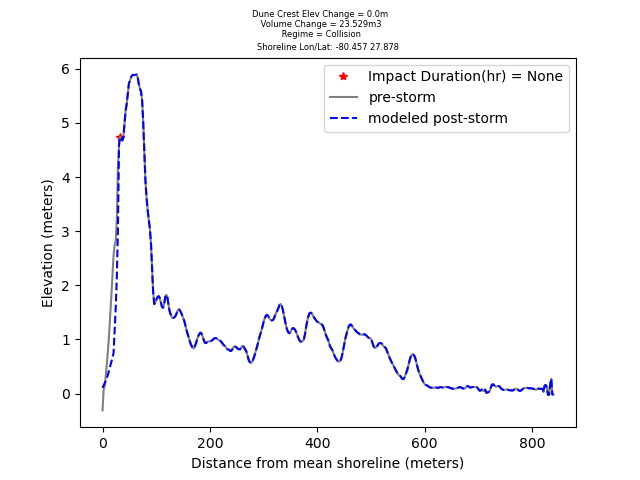 Dune Crest Elev Change = 0.0m
Volume Change = 23.529m3
Regime = Collision
Shoreline Lon/Lat: -80.457 27.878
Impact Duration(hr) = None
pre-storm
modeled post-storm
6
5
4
3
2
1
0
Elevation (meters)
0 200 400 600 800
Distance from mean shoreline (meters)